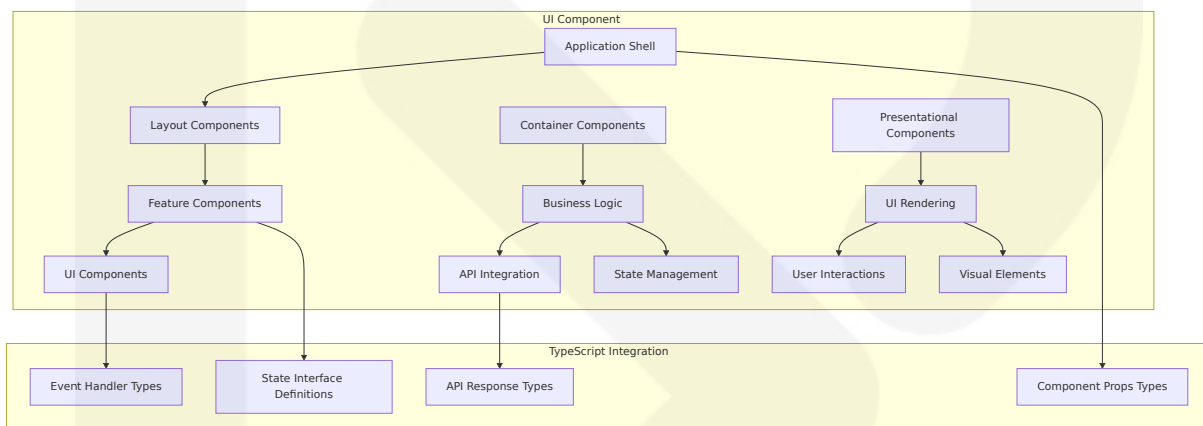 UI Component
Application Shell
Layout Components
Container Components
Presentational
Components
Feature Components
Business Logic
UI Rendering
UI Components
API Integration
State Management
User Interactions
Visual Elements
TypeScript Integration
Event Handler Types
State Interface
Definitions
API Response Types
Component Props Types